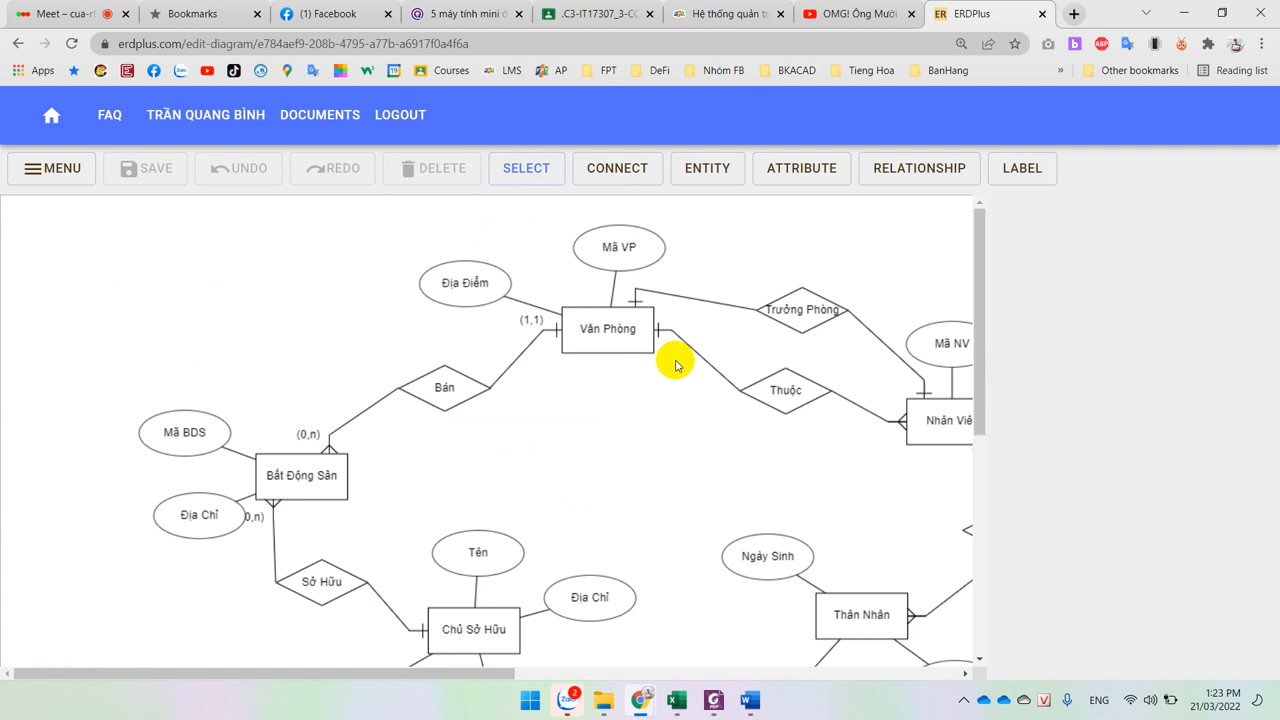 Meet – cua-rt
Bookmarks
(1) Facebook
5 máy tính mini d
.C3-IT17307_3-CC
Hệ thống quản tr
OMG! Ông Mười
ERDPlus
erdplus.com/edit-diagram/e784aef9-208b-4795-a77b-a6917f0a4f6a
Apps
Courses
LMS
AP
FPT
DeFi
Nhóm FB
BKACAD
Tieng Hoa
BanHang
»
Other bookmarks
Reading list
FAQ
TRẦN QUANG BÌNH
DOCUMENTS
LOGOUT
MENU
SAVE
UNDO
REDO
DELETE
SELECT
CONNECT
ENTITY
ATTRIBUTE
RELATIONSHIP
LABEL
Mã VP
Địa Điểm
Trưởng Phòng
(1,1)
Văn Phòng
Mã NV
Bán
Thuộc
Nhân Viê
Mã BDS
(0,n)
Bất Động Sản
Địa Chỉ
0,n)
Tên
Ngày Sinh
Sở Hữu
Địa Chỉ
Thân Nhân
Chủ Sở Hữu
Zalo
2
ENG
1:23 PM
21/03/2022